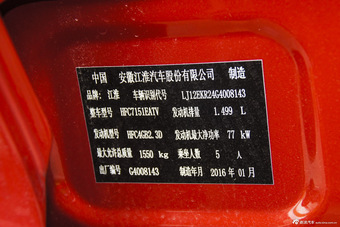 中国 安徽江淮汽车股份有限公司 制造
品牌: 江淮 车辆识别代号 LJ12EKR24G4008143
整车型号 HFC7151EATV 发动机排量 1.499 L
发动机型号 HFC4GB2.3D 发动机最大净功率 77 kW
最大允许总质量 1550 kg 乘坐人数 5 人
出厂编号 G4008143 制造年月 2016 年 01 月